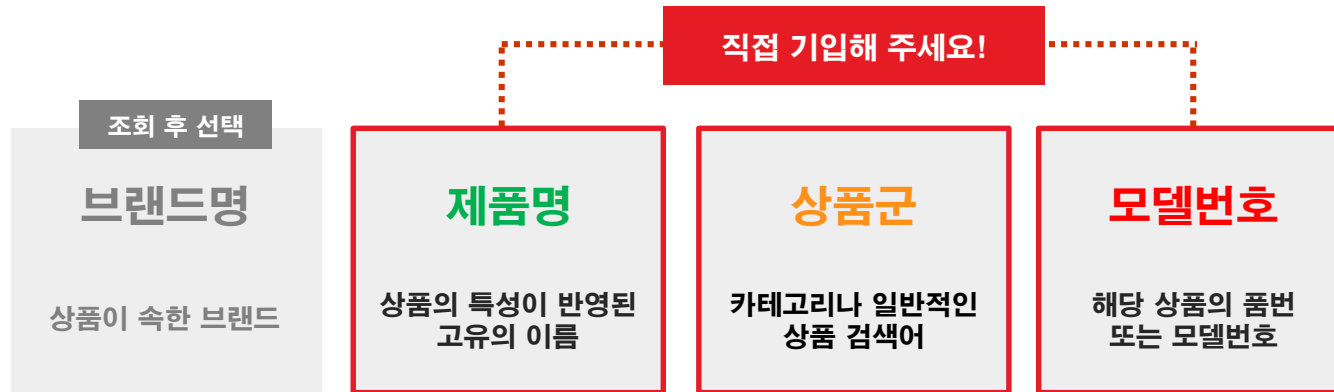 직접 기입해 주세요!
조회 후 선택
브랜드명
상품이 속한 브랜드
제품명
상품의 특성이 반영된
고유의 이름
상품군
카테고리나 일반적인
상품 검색어
모델번호
해당 상품의 품번
또는 모델번호